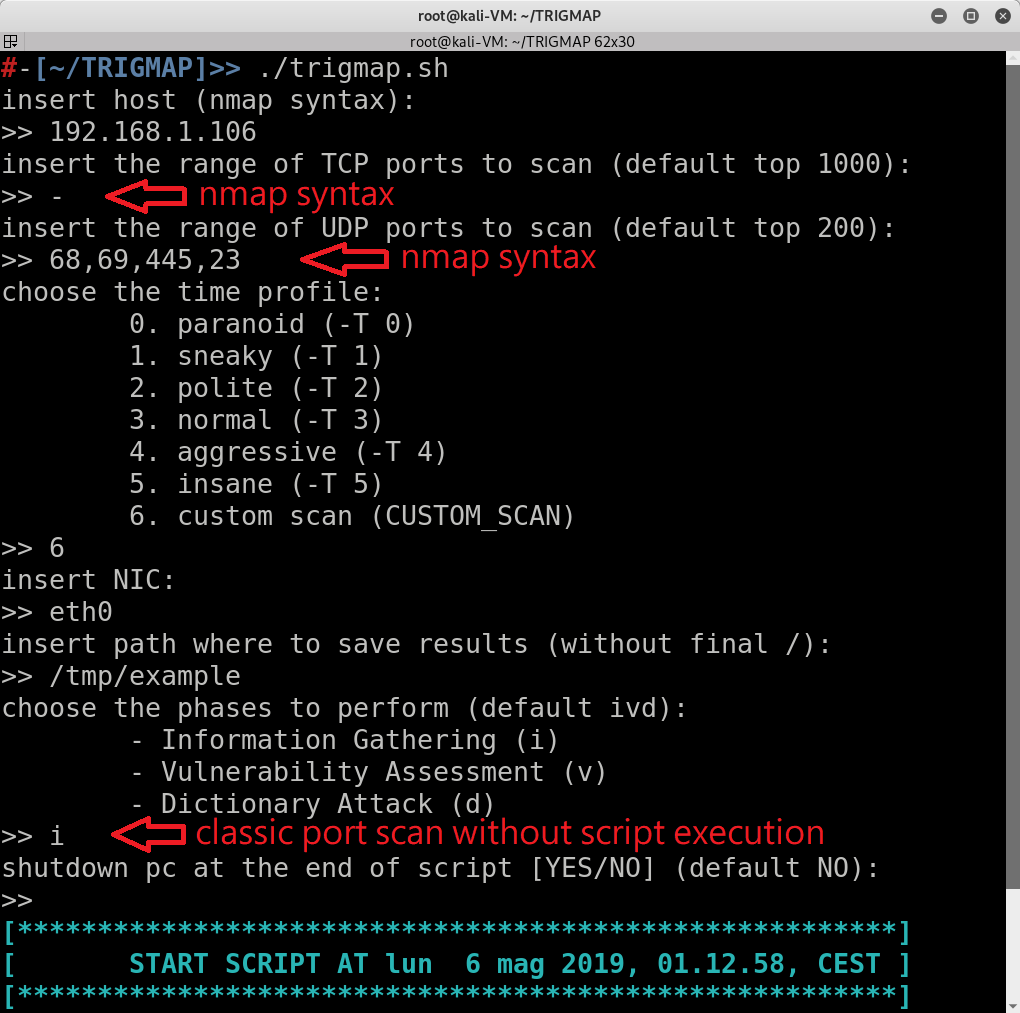 root@kali-VM: ~/TRIGMAP
root@kali-VM: ~/TRIGMAP 62x30
#-[~/TRIGMAP]>> ./trigmap.sh
insert host (nmap syntax):
>> 192.168.1.106
insert the range of TCP ports to scan (default top 1000):
>> - nmap syntax
insert the range of UDP ports to scan (default top 200):
>> 68,69,445,23 nmap syntax
choose the time profile:
0. paranoid (-T 0)
1. sneaky (-T 1)
2. polite (-T 2)
3. normal (-T 3)
4. aggressive (-T 4)
5. insane (-T 5)
6. custom scan (CUSTOM_SCAN)
>> 6
insert NIC:
>> eth0
insert path where to save results (without final /):
>> /tmp/example
choose the phases to perform (default ivd):
- Information Gathering (i)
- Vulnerability Assessment (v)
- Dictionary Attack (d)
>> i classic port scan without script execution
shutdown pc at the end of script [YES/NO] (default NO):
>>
[*******************************************************]
[ START SCRIPT AT lun  6 mag 2019, 01.12.58, CEST ]
[*******************************************************]